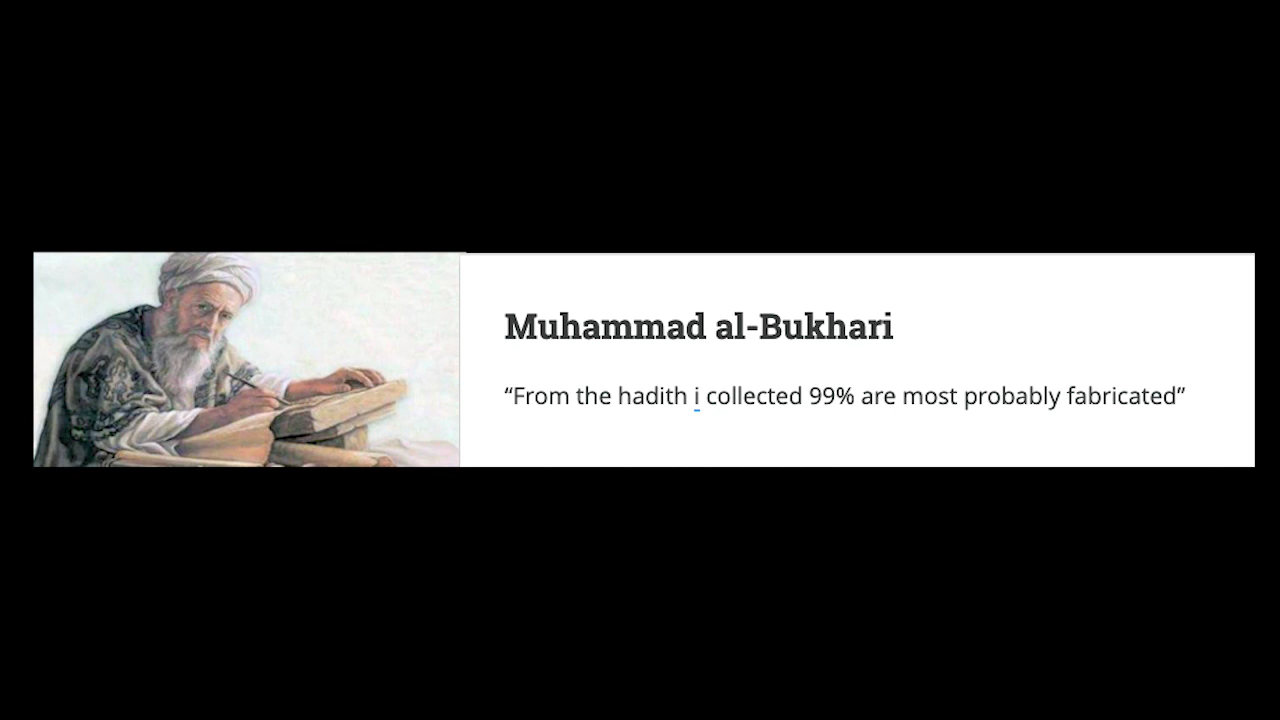 Muhammad al-Bukhari
“From the hadith i collected 99% are most probably fabricated”